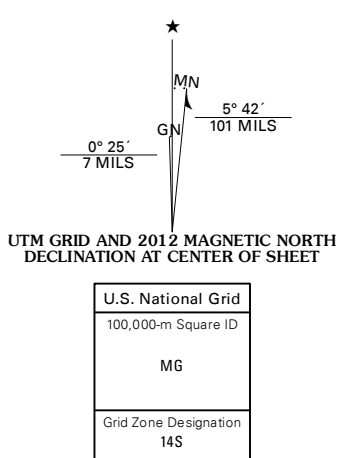 ★
MN
5° 42´
101 MILS
GN
0° 25´
7 MILS
UTM GRID AND 2012 MAGNETIC NORTH
DECLINATION AT CENTER OF SHEET
U.S. National Grid
100,000-m Square ID
MG
Grid Zone Designation
14S